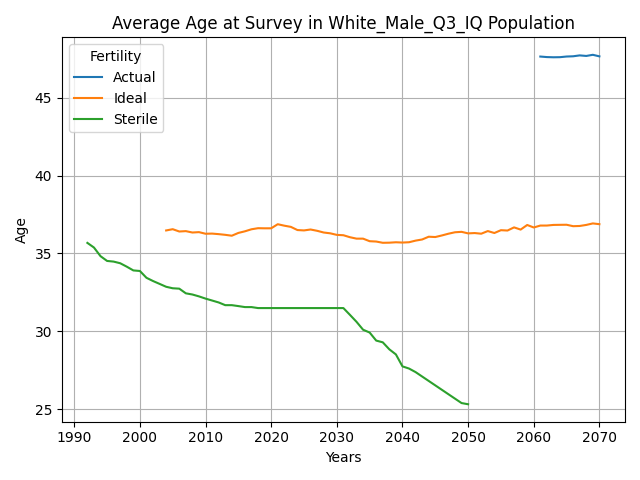 Average Age at Survey in White_Male_Q3_IQ Population
Fertility
Actual
Ideal
Sterile
Age
45
40
35
30
25
1990 2000 2010 2020 2030 2040 2050 2060 2070
Years